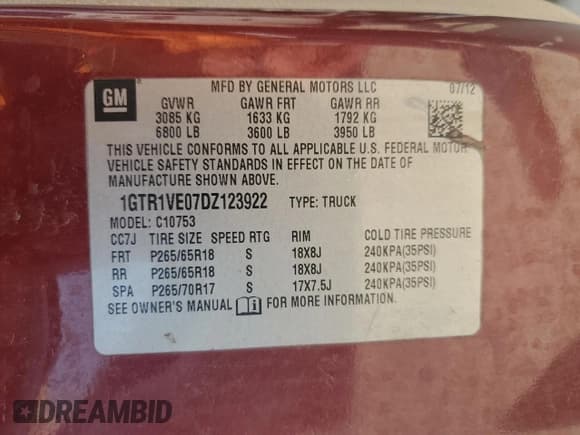 GM
MFD BY GENERAL MOTORS LLC 07/12
GVWR GAWR FRT GAWR RR
3085 KG 1633 KG 1792 KG
6800 LB 3600 LB 3950 LB
THIS VEHICLE CONFORMS TO ALL APPLICABLE U.S. FEDERAL MOTOR
VEHICLE SAFETY STANDARDS IN EFFECT ON THE DATE OF
MANUFACTURE SHOWN ABOVE.
1GTR1VE07DZ123922 TYPE: TRUCK
MODEL: C10753
CC7J TIRE SIZE SPEED RTG RIM COLD TIRE PRESSURE
FRT P265/65R18 S 18X8J 240KPA(35PSI)
RR P265/65R18 S 18X8J 240KPA(35PSI)
SPA P265/70R17 S 17X7.5J 240KPA(35PSI)
SEE OWNER'S MANUAL FOR MORE INFORMATION.
DREAMBID